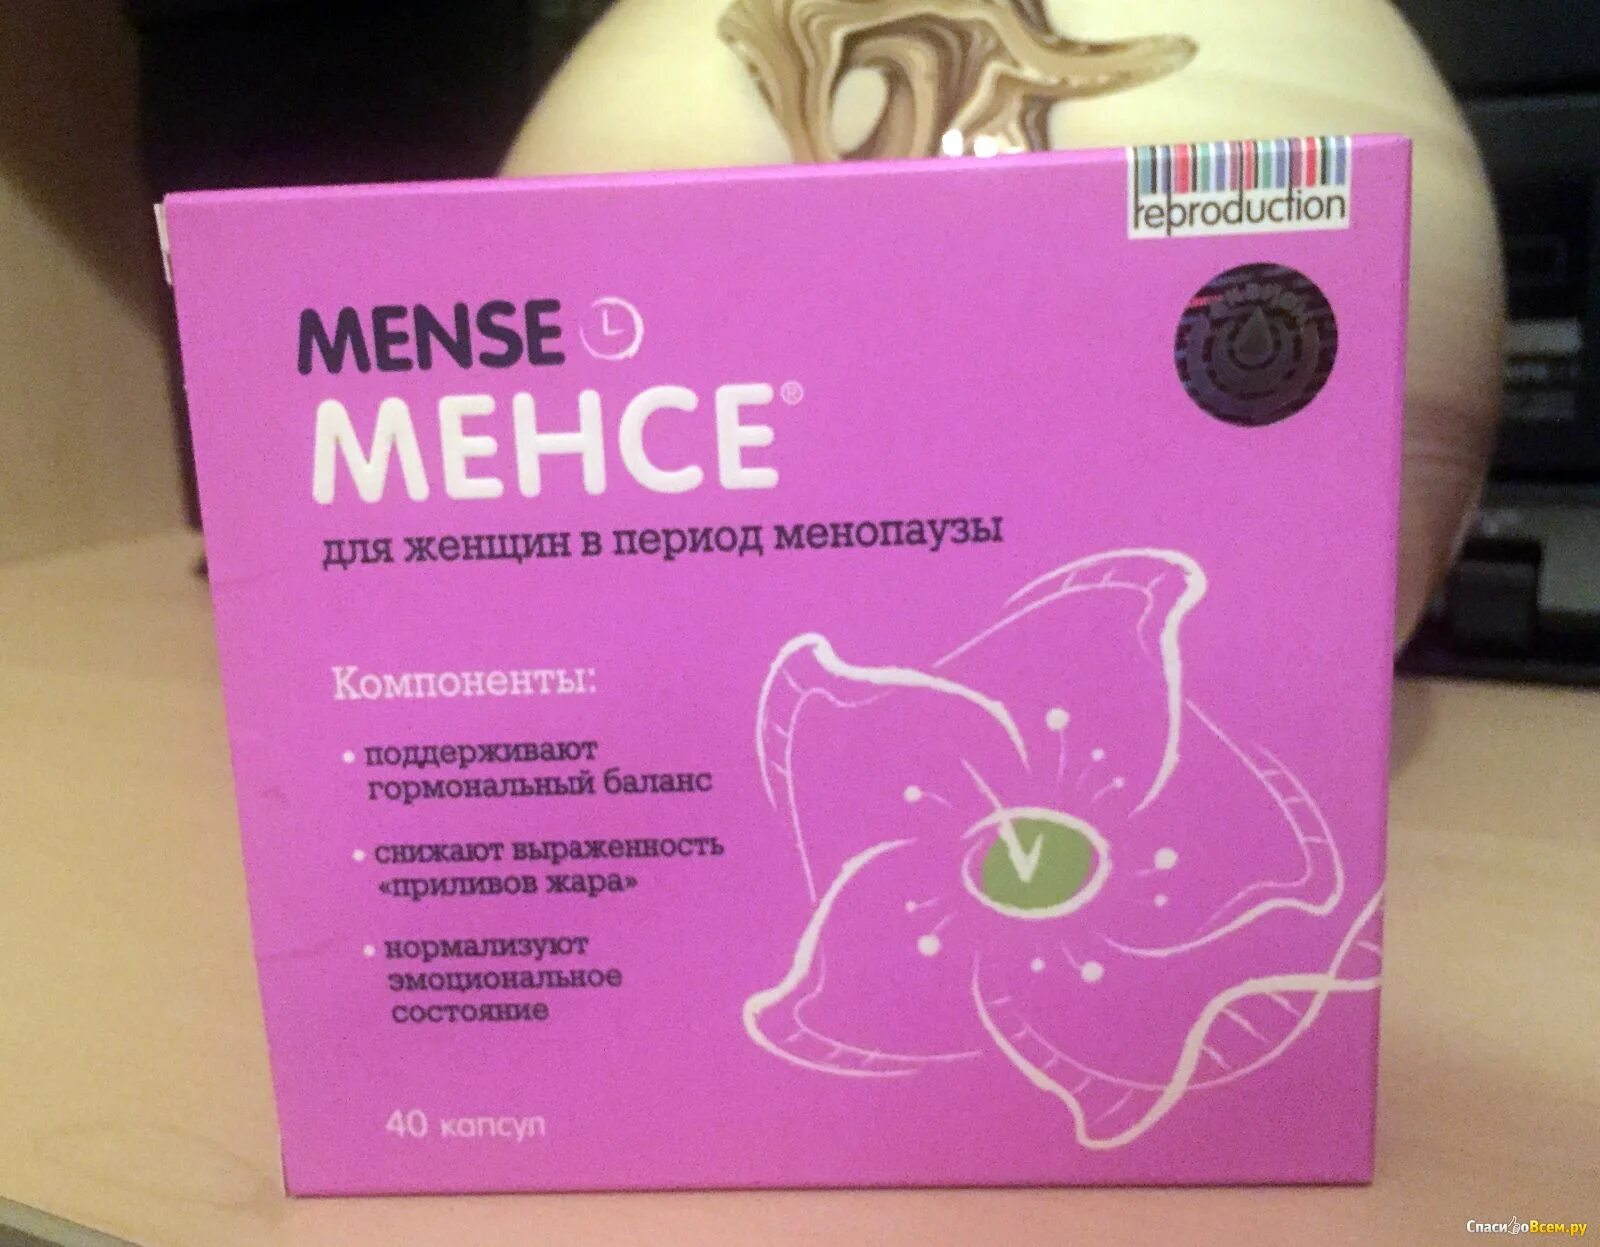 reproduction
MENSE
МЕНСЕ®
для женщин в период менопаузы
Компоненты:
• поддерживают
гормональный баланс
• снижают выраженность
«приливов жара»
• нормализуют
эмоциональное
состояние
40 капсул
СпасибоВсем.ру